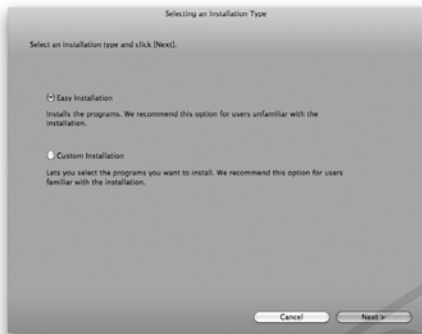 Selecting an Installation Type
Select an installation type and click [Next].
Easy Installation
Installs the programs. We recommend this option for users unfamiliar with the
installation.
Custom Installation
Lets you select the programs you want to install. We recommend this option for users
familiar with the installation.
Cancel
Next >